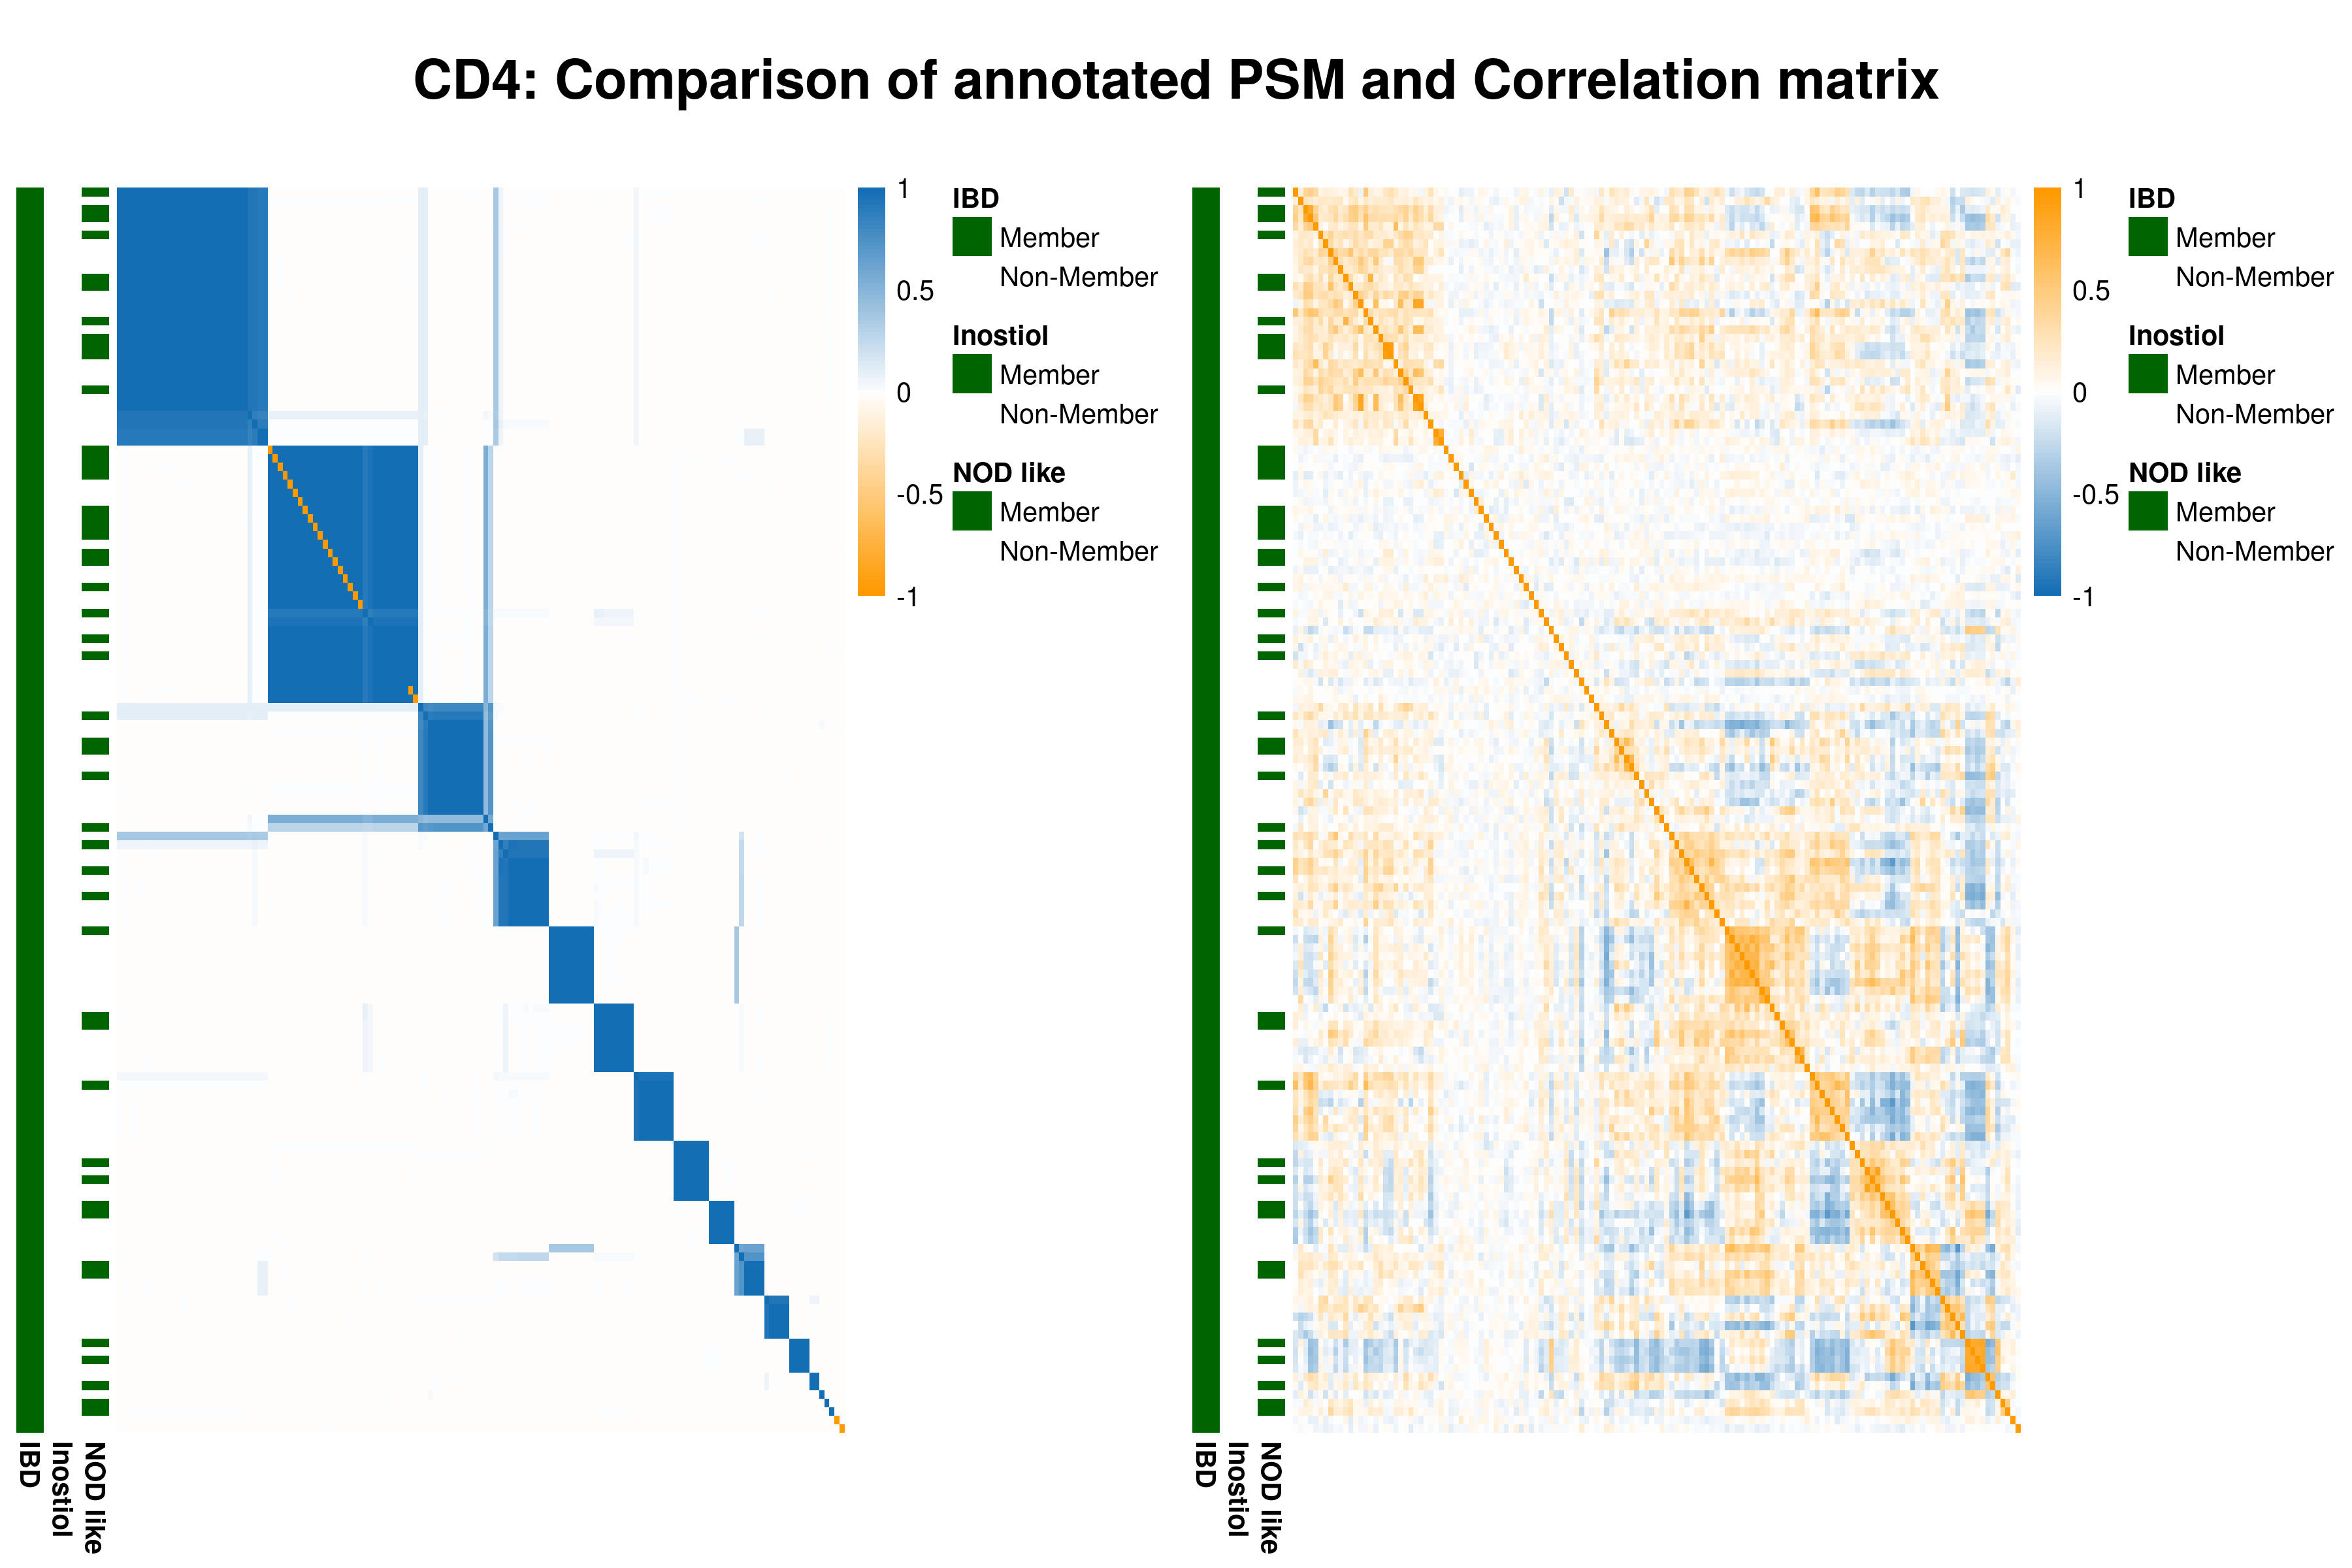 CD4: Comparison of annotated PSM and Correlation matrix
1
0.5
0
-0.5
-1
IBD
Member
Non-Member
Inostiol
Member
Non-Member
NOD like
Member
Non-Member
IBD
Inostiol
NOD like
1
0.5
0
-0.5
-1
IBD
Member
Non-Member
Inostiol
Member
Non-Member
NOD like
Member
Non-Member
IBD
Inostiol
NOD like